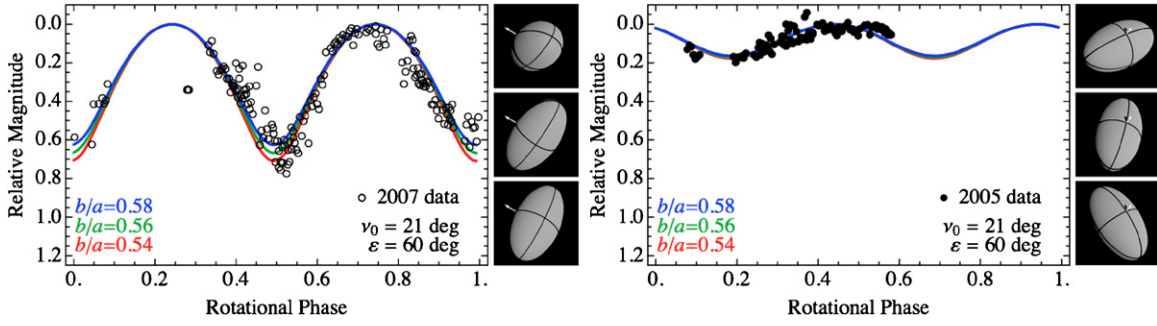 Relative Magnitude
0.0
0.2
0.4
0.6
0.8
1.0
1.2
b/a=0.58
b/a=0.56
b/a=0.54
2007 data
ν0 = 21 deg
ε = 60 deg
0. 0.2 0.4 0.6 0.8 1.
Rotational Phase
Relative Magnitude
0.0
0.2
0.4
0.6
0.8
1.0
1.2
b/a=0.58
b/a=0.56
b/a=0.54
2005 data
ν0 = 21 deg
ε = 60 deg
0. 0.2 0.4 0.6 0.8 1.
Rotational Phase